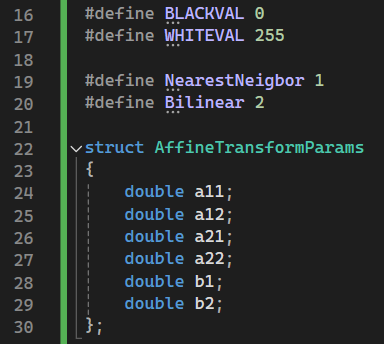 16 #define BLACKVAL 0
17 #define WHITEVAL 255
18
19 #define NearestNeigbor 1
20 #define Bilinear 2
21
22 struct AffineTransformParams
23 {
24 double a11;
25 double a12;
26 double a21;
27 double a22;
28 double b1;
29 double b2;
30 };